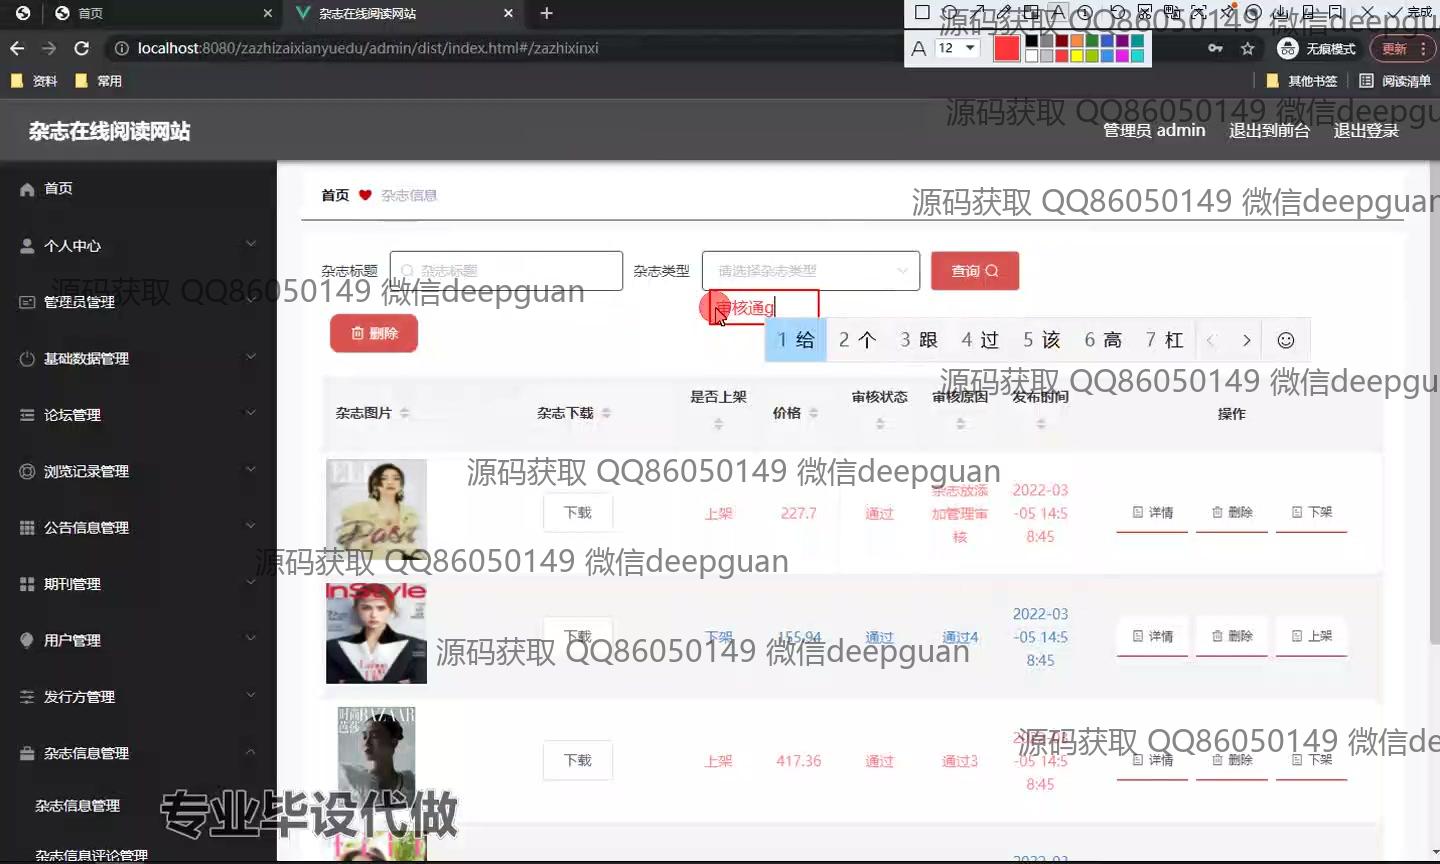 首页
杂志在线阅读网站
完成
localhost:8080/zazhizaixianyuedu/admin/dist/index.html#/zazhixinxi
A 12
无痕模式
更新
资料
常用
其他书签
阅读清单
源码获取 QQ86050149 微信deepgu
源码获取 QQ86050149 微信deepgu
杂志在线阅读网站
管理员 admin
退出到前台
退出登录
首页
个人中心
管理员管理
基础数据管理
论坛管理
浏览记录管理
公告信息管理
期刊管理
用户管理
发行方管理
杂志信息管理
杂志信息管理
杂志信息评论管理
首页 杂志信息
源码获取 QQ86050149 微信deepguan
杂志标题 杂志标题 杂志类型 请选择杂志类型 查询
源码获取 QQ86050149 微信deepguan
审核通g
删除
1 给 2 个 3 跟 4 过 5 该 6 高 7 杠
源码获取 QQ86050149 微信deepgu
杂志图片 杂志下载 是否上架 价格 审核状态 审核原因 发布时间 操作
源码获取 QQ86050149 微信deepguan
下载 上架 227.7 通过
杂志放添
加管理审
核
2022-03
-05 14:5
8:45
详情 删除 下架
源码获取 QQ86050149 微信deepguan
InStyle
下载 下架 155.94 通过 通过4
2022-03
-05 14:5
8:45
详情 删除 上架
源码获取 QQ86050149 微信deepguan
BAZAAR
下载 上架 417.36 通过 通过3
-05 14:5
8:45
详情 删除 下架
源码获取 QQ86050149 微信deep
专业毕设代做